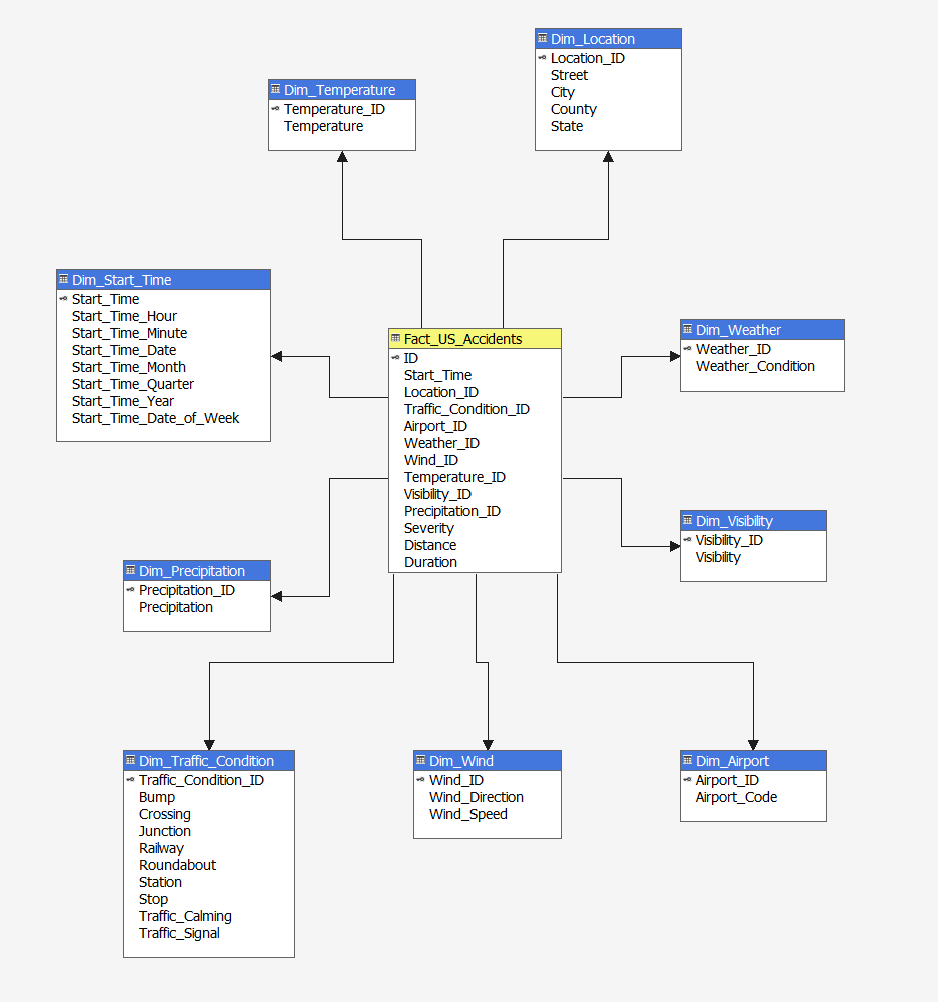 Dim_Location
Location_ID
Street
City
County
State
Dim_Temperature
Temperature_ID
Temperature
Dim_Start_Time
Start_Time
Start_Time_Hour
Start_Time_Minute
Start_Time_Date
Start_Time_Month
Start_Time_Quarter
Start_Time_Year
Start_Time_Date_of_Week
Fact_US_Accidents
ID
Start_Time
Location_ID
Traffic_Condition_ID
Airport_ID
Weather_ID
Wind_ID
Temperature_ID
Visibility_ID
Precipitation_ID
Severity
Distance
Duration
Dim_Weather
Weather_ID
Weather_Condition
Dim_Visibility
Visibility_ID
Visibility
Dim_Precipitation
Precipitation_ID
Precipitation
Dim_Traffic_Condition
Traffic_Condition_ID
Bump
Crossing
Junction
Railway
Roundabout
Station
Stop
Traffic_Calming
Traffic_Signal
Dim_Wind
Wind_ID
Wind_Direction
Wind_Speed
Dim_Airport
Airport_ID
Airport_Code